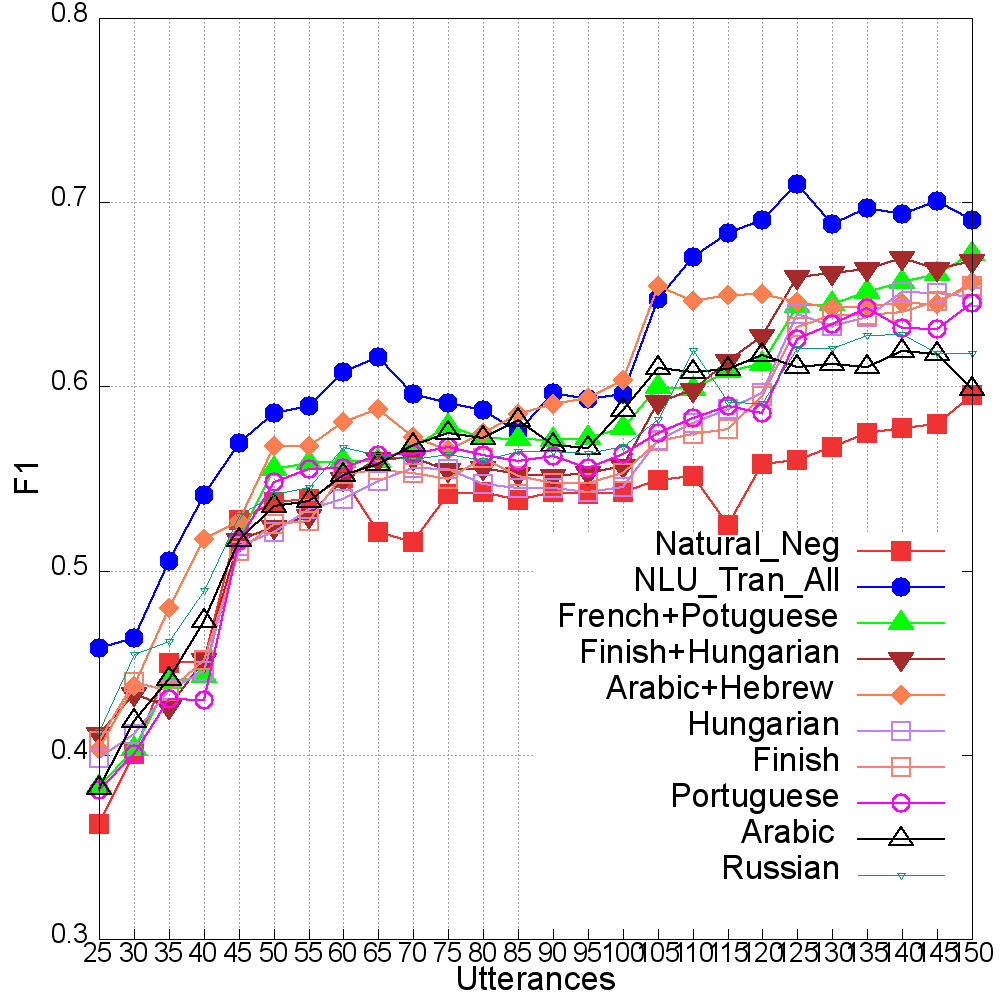 0.8
0.7
0.6
0.5
0.4
0.3
F1
Natural_Neg
NLU_Tran_All
French+Potuguese
Finish+Hungarian
Arabic+Hebrew
Hungarian
Finish
Portuguese
Arabic
Russian
25 30 35 40 45 50 55 60 65 70 75 80 85 90 95 100 105 110 115 120 125 130 135 140 145 150
Utterances